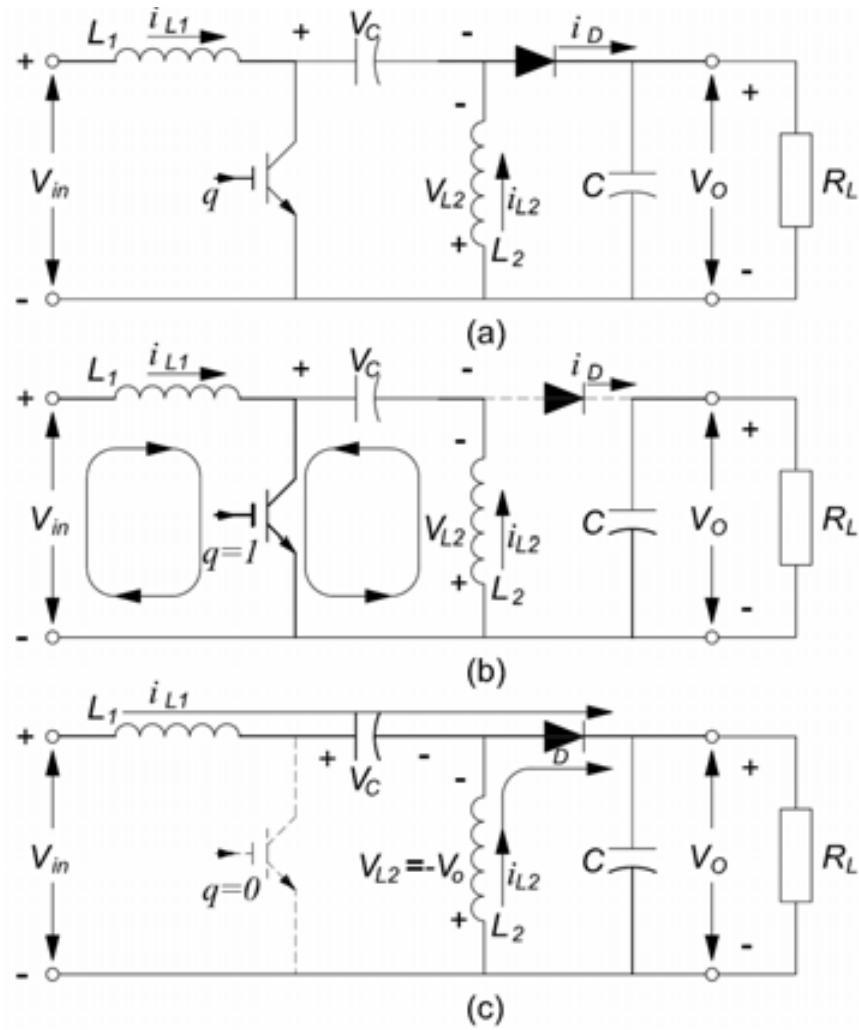 L1 iL1 + VC - iD
+ - +
Vin q VL2 iL2 C VO RL
+ L2
- -
(a)
L1 iL1 + VC - iD
+ - +
Vin q=1 VL2 iL2 C VO RL
+ L2
- -
(b)
L1 iL1
+ + VC - - D +
Vin q=0 VL2=-Vo iL2 C VO RL
+ L2
- -
(c)